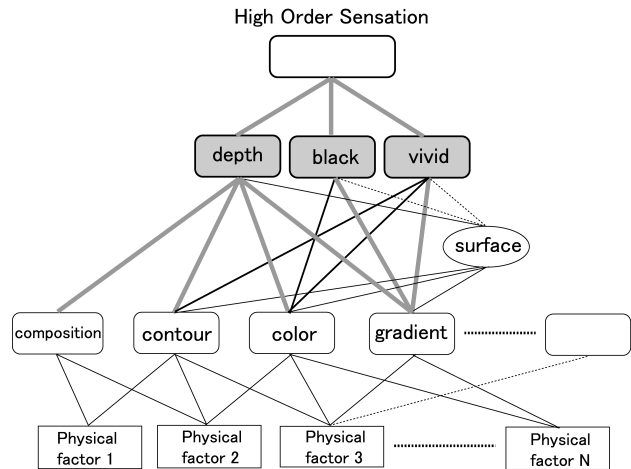 High Order Sensation
depth
black
vivid
surface
composition
contour
color
gradient
Physical
factor 1
Physical
factor 2
Physical
factor 3
Physical
factor N